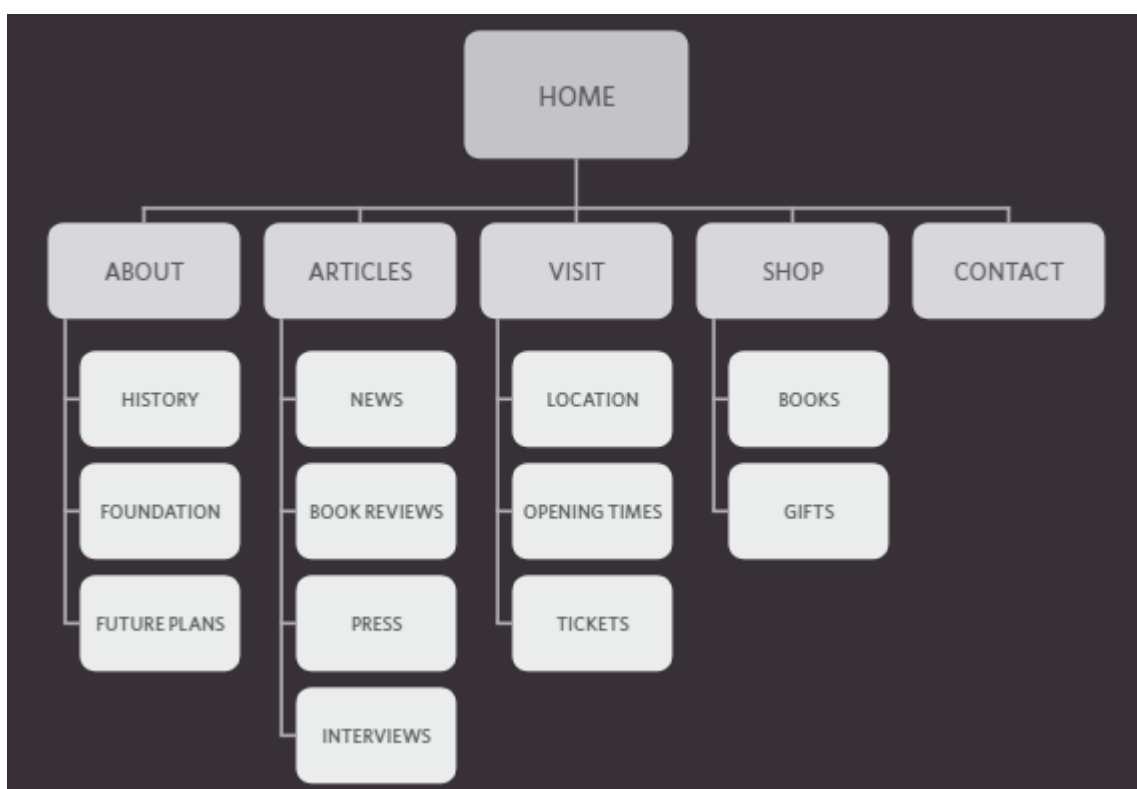 HOME
ABOUT
ARTICLES
VISIT
SHOP
CONTACT
HISTORY
FOUNDATION
FUTURE PLANS
NEWS
BOOK REVIEWS
PRESS
INTERVIEWS
LOCATION
OPENING TIMES
TICKETS
BOOKS
GIFTS